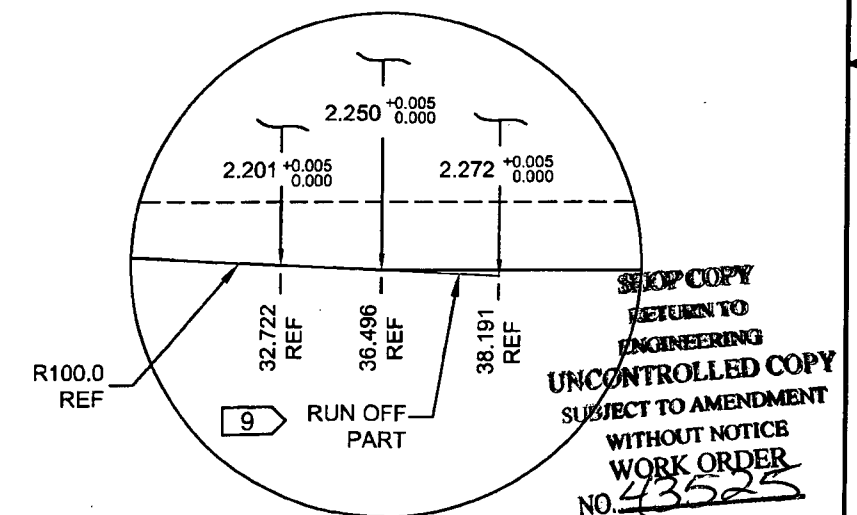 2.250 +0.005 0.000
2.201 +0.005 0.000
2.272 +0.005 0.000
32.722 REF
36.496 REF
38.191 REF
R100.0
REF
9
RUN OFF
PART
SHOP COPY
RETURN TO
ENGINEERING
UNCONTROLLED COPY
SUBJECT TO AMENDMENT
WITHOUT NOTICE
WORK ORDER
NO. 43525